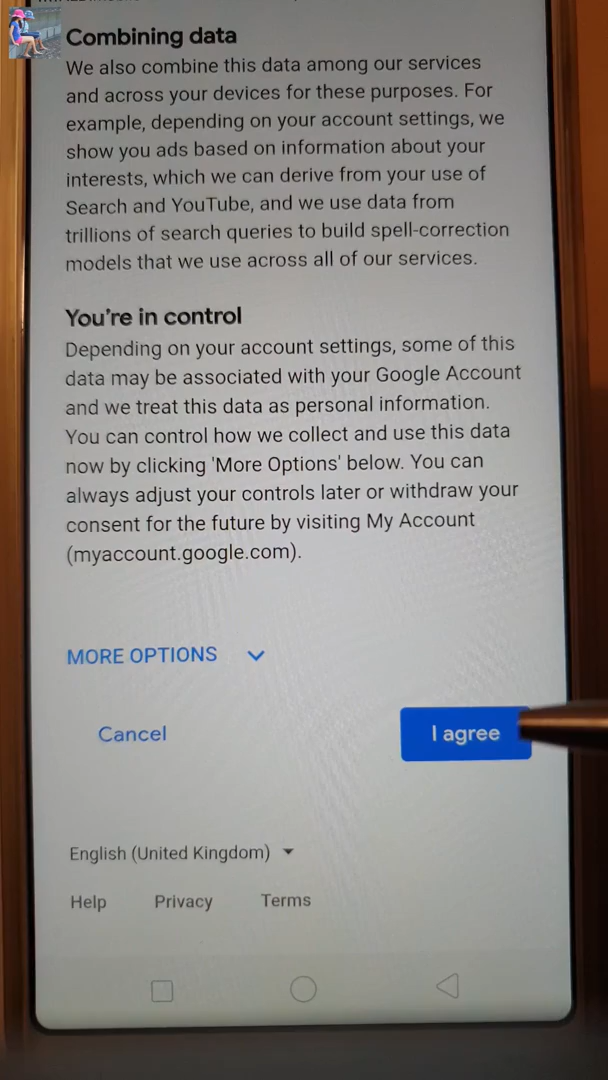 Combining data
We also combine this data among our services
and across your devices for these purposes. For
example, depending on your account settings, we
show you ads based on information about your
interests, which we can derive from your use of
Search and YouTube, and we use data from
trillions of search queries to build spell-correction
models that we use across all of our services.
You're in control
Depending on your account settings, some of this
data may be associated with your Google Account
and we treat this data as personal information.
You can control how we collect and use this data
now by clicking 'More Options' below. You can
always adjust your controls later or withdraw your
consent for the future by visiting My Account
(myaccount.google.com).
MORE OPTIONS
Cancel
I agree
English (United Kingdom)
Help Privacy Terms